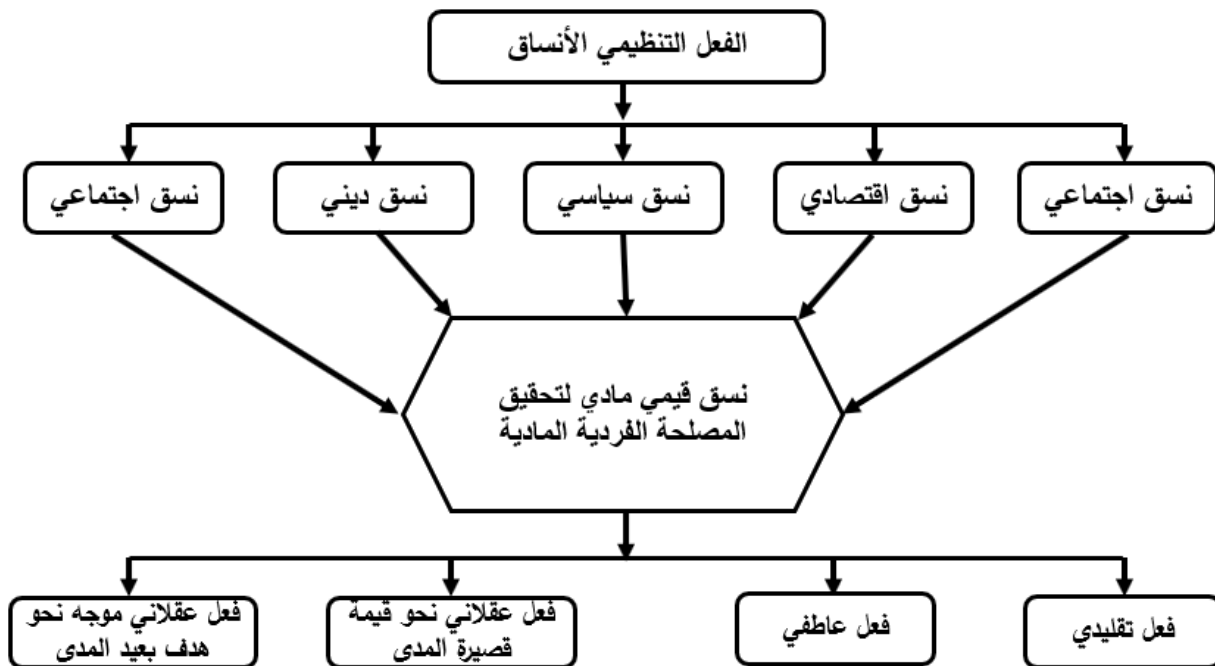 الفعل التنظيمي الأنساق
نسق اجتماعي
نسق اقتصادي
نسق سياسي
نسق ديني
نسق اجتماعي
نسق قيمي مادي لتحقيق
المصلحة الفردية المادية
فعل تقليدي
فعل عاطفي
فعل عقلاني نحو قيمة
قصيرة المدى
فعل عقلاني موجه نحو
هدف بعيد المدى